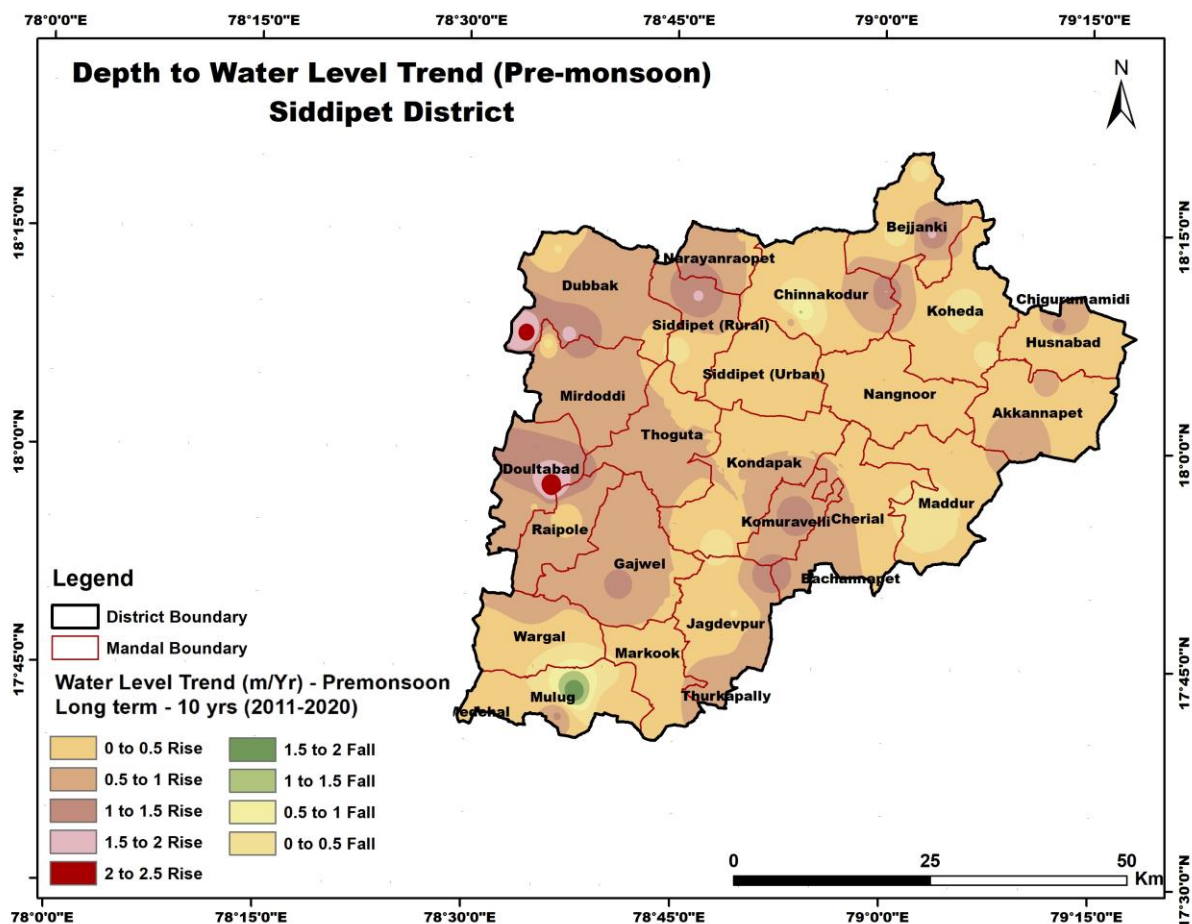 78°0'0"E 78°15'0"E 78°30'0"E 78°45'0"E 79°0'0"E 79°15'0"E
Depth to Water Level Trend (Pre-monsoon)
Siddipet District
N
18°15'0"N
18°15'0"N
Bejjanki
Narayanraopet
Dubbak
Chinnakodur
Chigurumamidi
Koheda
Siddipet (Rural)
Husnabad
Siddipet (Urban)
Mirdoddi
Nangnoor
Akkannapet
18°0'0"N
18°0'0"N
Thoguta
Kondapak
Doultabad
Maddur
Komuravelli
Cherial
Raipole
Gajwel
Bachannapet
Jagdevpur
Wargal
Markook
17°45'0"N
17°45'0"N
Mulug
Thurkapally
Legend
District Boundary
Mandal Boundary
Water Level Trend (m/Yr) - Premonsoon
Long term - 10 yrs (2011-2020)
0 to 0.5 Rise
0.5 to 1 Rise
1 to 1.5 Rise
1.5 to 2 Rise
2 to 2.5 Rise
1.5 to 2 Fall
1 to 1.5 Fall
0.5 to 1 Fall
0 to 0.5 Fall
0 25 50
Km
17°30'0"N
78°0'0"E 78°15'0"E 78°30'0"E 78°45'0"E 79°0'0"E 79°15'0"E